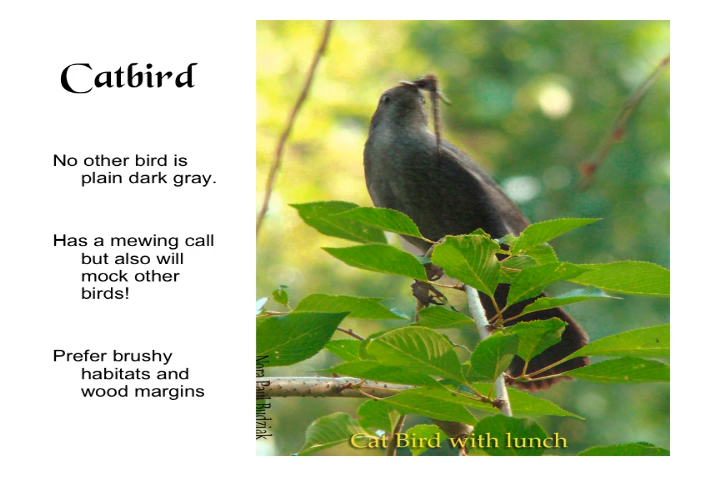 Catbird
No other bird is
plain dark gray.
Has a mewing call
but also will
mock other
birds!
Prefer brushy
habitats and
wood margins
Cat Bird with lunch